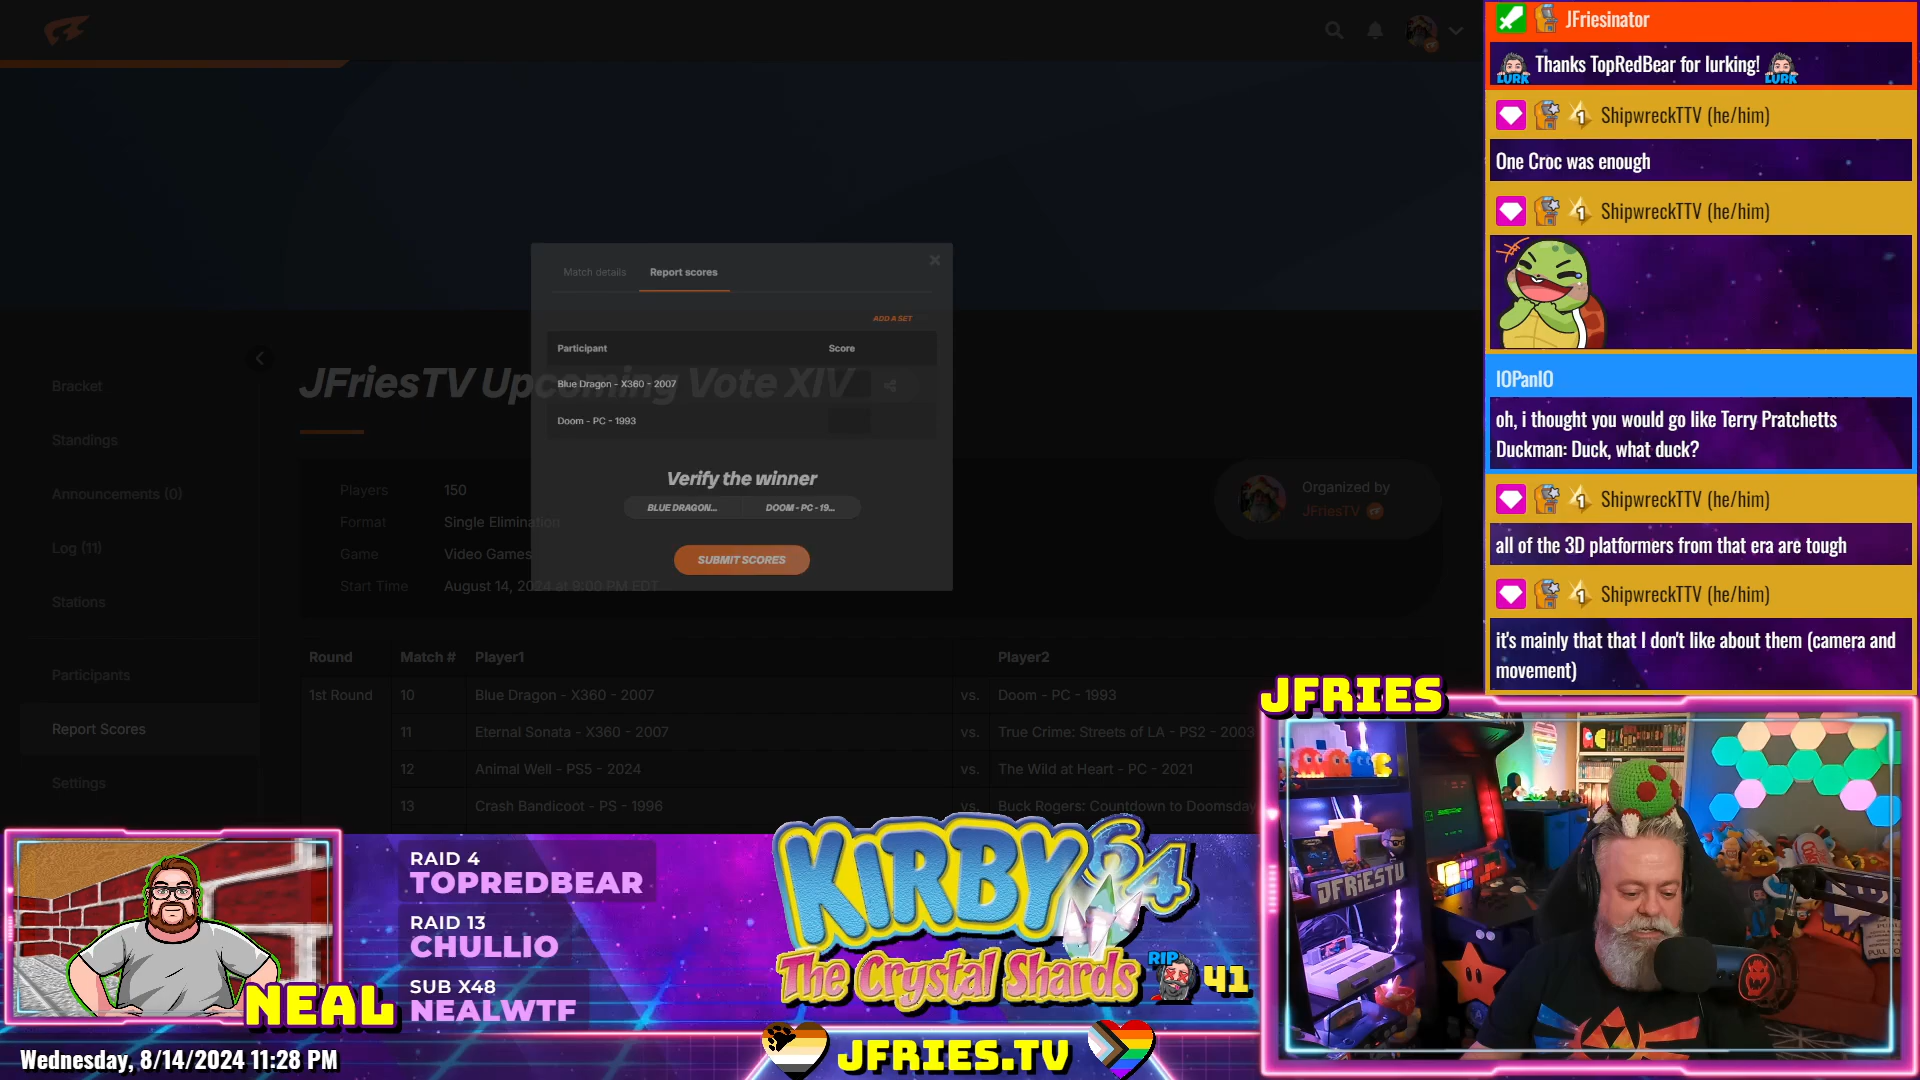 JFriesinator
LURK Thanks TopRedBear for lurking! LURK
1 ShipwreckTTV (he/him)
One Croc was enough
1 ShipwreckTTV (he/him)
IOPanIO
oh, i thought you would go like Terry Pratchetts
Duckman: Duck, what duck?
1 ShipwreckTTV (he/him)
all of the 3D platformers from that era are tough
1 ShipwreckTTV (he/him)
it's mainly that that I don't like about them (camera and
movement)
Match details
Report scores
ADD A SET
Participant
Score
Blue Dragon - X360 - 2007
Doom - PC - 1993
Verify the winner
BLUE DRAGON...
DOOM - PC - 19...
SUBMIT SCORES
Bracket
Standings
Announcements (0)
Log (11)
Stations
Participants
Report Scores
Settings
JFriesTV Upcoming Vote XIV
Players 150
Format Single Elimination
Game Video Games
Start Time August 14, 2024 at 9:00 PM EDT
Organized by
JFriesTV
Round Match # Player1 Player2
1st Round 10 Blue Dragon - X360 - 2007 vs. Doom - PC - 1993
11 Eternal Sonata - X360 - 2007 vs. True Crime: Streets of LA - PS2 - 2003
12 Animal Well - PS5 - 2024 vs. The Wild at Heart - PC - 2021
13 Crash Bandicoot - PS - 1996 vs. Buck Rogers: Countdown to Doomsday
JFRIES
JFRIESTV
NEAL
RAID 4
TOPREDBEAR
RAID 13
CHULLIO
SUB X48
NEALWTF
KIRBY 64
The Crystal Shards
RIP 41
JFRIES.TV
Wednesday, 8/14/2024 11:28 PM